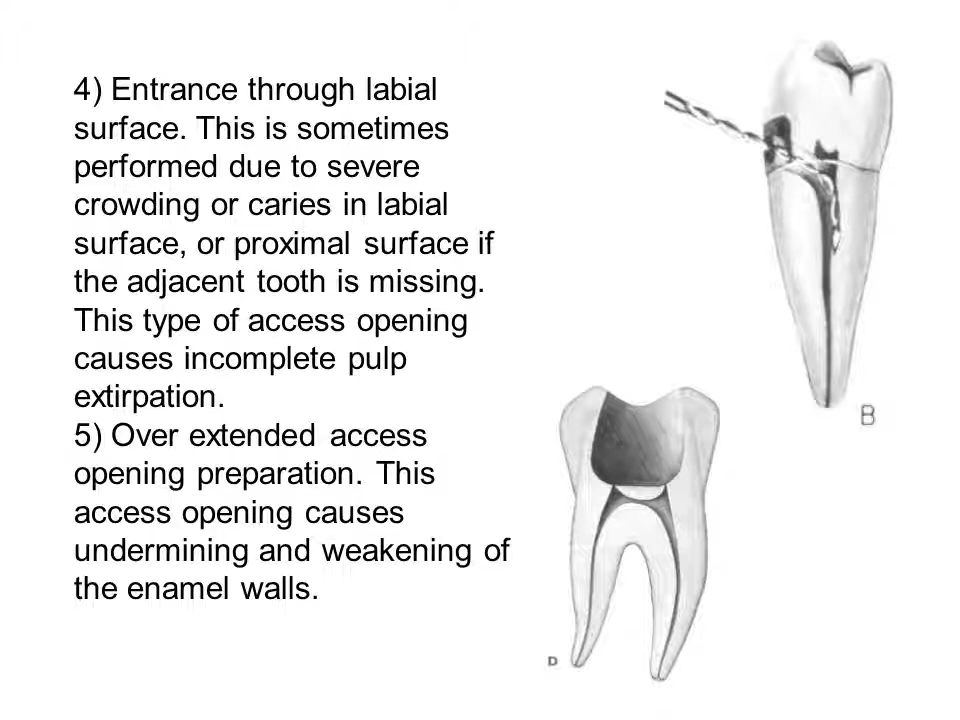 4) Entrance through labial
surface. This is sometimes
performed due to severe
crowding or caries in labial
surface, or proximal surface if
the adjacent tooth is missing.
This type of access opening
causes incomplete pulp
extirpation.
5) Over extended access
opening preparation. This
access opening causes
undermining and weakening of
the enamel walls.
B
D